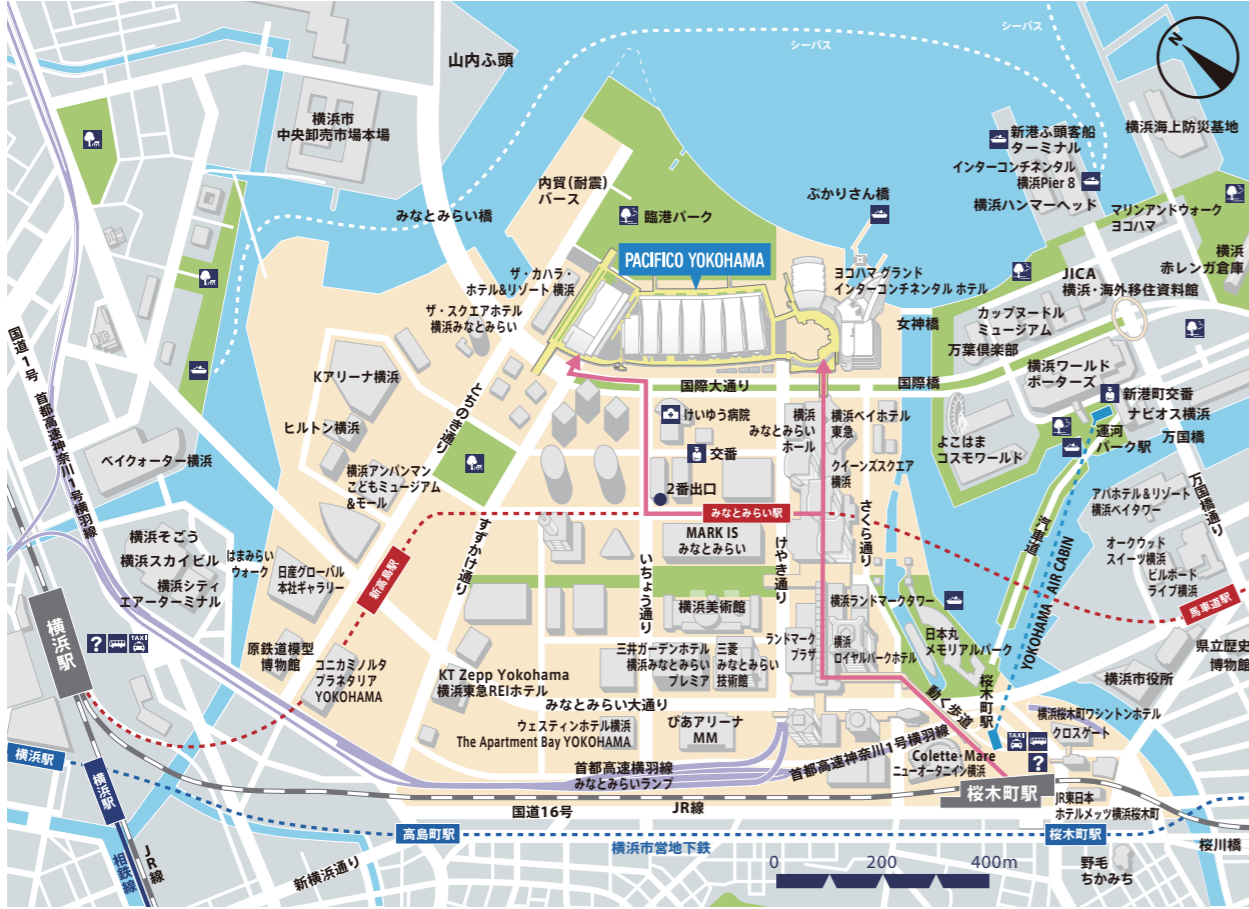 シーバス
シーバス
N
山内ふ頭
横浜市
中央卸売市場本場
新港ふ頭客船
ターミナル
横浜海上防災基地
インターコンチネンタル
横浜Pier 8
横浜ハンマーヘッド
マリンアンドウォーク
ヨコハマ
内貿(耐震)
バース
みなとみらい橋
臨港パーク
ぷかりさん橋
横浜
赤レンガ倉庫
PACIFICO YOKOHAMA
ザ・カハラ・
ホテル&リゾート 横浜
ヨコハマ グランド
インターコンチネンタル ホテル
JICA
横浜・海外移住資料館
ザ・スクエアホテル
横浜みなとみらい
カップヌードル
ミュージアム
女神橋
万葉倶楽部
国道1号
首都高速神奈川1号横羽線
Kアリーナ横浜
とちのき通り
国際大通り
国際橋
横浜ワールド
ポーターズ
新港町交番
ナビオス横浜
けいゆう病院
横浜
みなとみらい
ホール
横浜ベイホテル
東急
ヒルトン横浜
運河
パーク駅
万国橋
よこはま
コスモワールド
交番
ベイクォーター横浜
横浜アンパンマン
こどもミュージアム
&モール
クイーンズスクエア
横浜
2番出口
万国橋通り
アパホテル&リゾート
横浜ベイタワー
みなとみらい駅
さくら通り
汽車道
YOKOHAMA AIR CABIN
横浜そごう
横浜スカイビル
はまみらい
ウォーク
すずかけ通り
MARK IS
みなとみらい
けやき通り
オークウッド
スイーツ横浜
ビルボード
ライブ横浜
横浜シティ
エアーターミナル
日産グローバル
本社ギャラリー
新高島駅
いちょう通り
横浜美術館
横浜ランドマークタワー
馬車道駅
横浜駅
?
TAXI
原鉄道模型
博物館
コニカミノルタ
プラネタリア
YOKOHAMA
KT Zepp Yokohama
横浜東急REIホテル
三井ガーデンホテル
横浜みなとみらい
プレミア
三菱
みなとみらい
技術館
ランドマーク
プラザ
横浜
ロイヤルパークホテル
日本丸
メモリアルパーク
県立歴史
博物館
横浜市役所
みなとみらい大通り
動く歩道
桜木町駅
ウェスティンホテル横浜
The Apartment Bay YOKOHAMA
ぴあアリーナ
MM
横浜桜木町ワシントンホテル
クロスゲート
TAXI
?
首都高速横羽線
みなとみらいランプ
首都高速神奈川1号横羽線
Colette・Mare
ニューオータニイン横浜
桜木町駅
JR東日本
ホテルメッツ横浜桜木町
横浜駅
横浜駅
国道16号
JR線
高島町駅
横浜市営地下鉄
桜木町駅
桜川橋
相鉄線
JR線
新横浜通り
0
200
400m
野毛
ちかみち